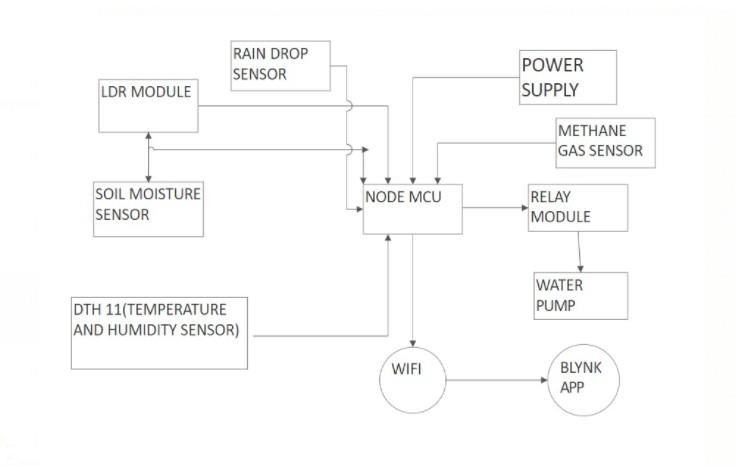 RAIN DROP
SENSOR
POWER
SUPPLY
LDR MODULE
METHANE
GAS SENSOR
SOIL MOISTURE
SENSOR
NODE MCU
RELAY
MODULE
WATER
PUMP
DTH 11(TEMPERATURE
AND HUMIDITY SENSOR)
WIFI
BLYNK
APP